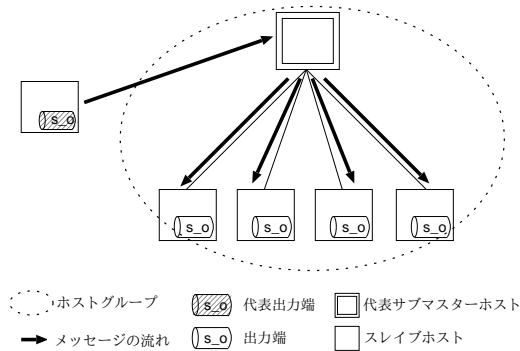 s_o
s_o
s_o
s_o
s_o
ホストグループ
s_o
代表出力端
代表サブマスターホスト
メッセージの流れ
s_o
出力端
スレイブホスト